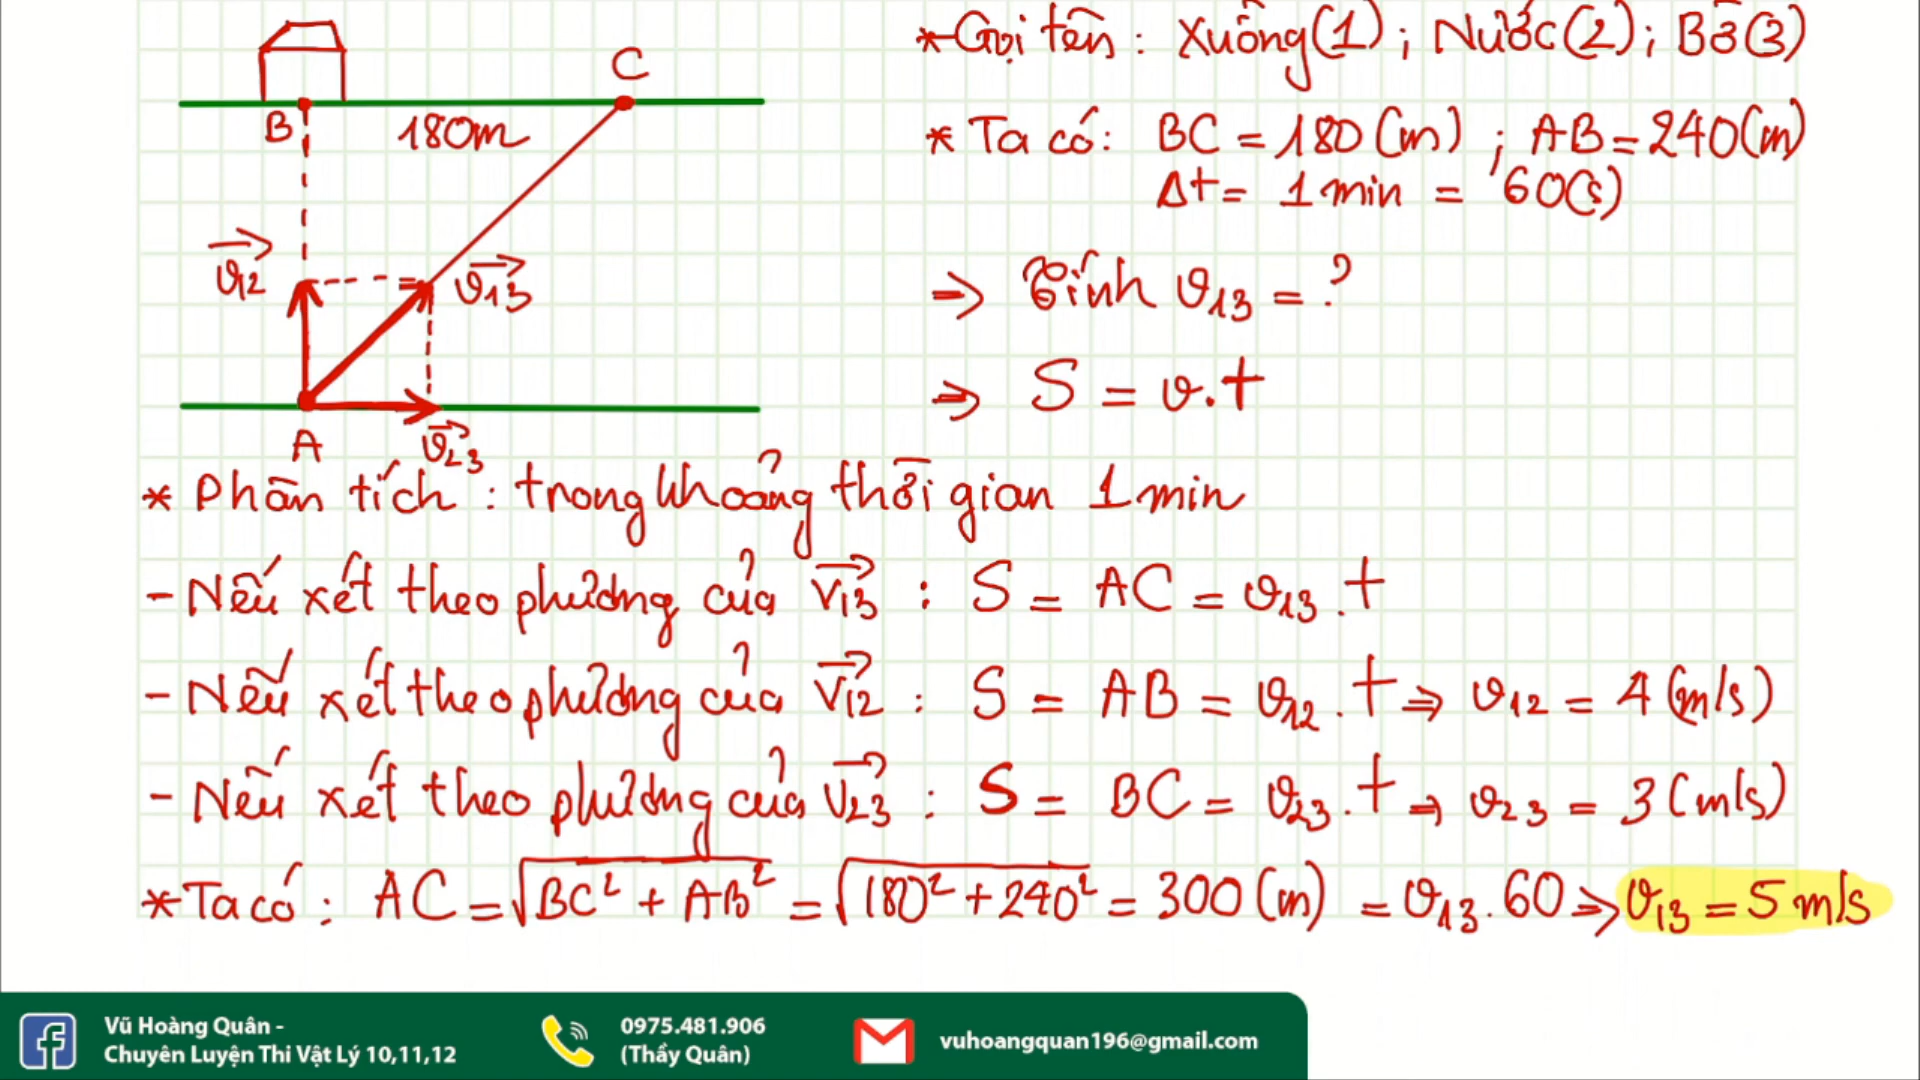 * Gọi tên : Xuồng(1) ; Nước(2) ; Bờ(3)
* Ta có: BC = 180 (m) ; AB = 240(m)
Δt = 1 min = 60(s)
⇒ Tính v13 = ?
⇒ S = v.t
C
B
180m
v12
v13
A
v23
* Phân tích : trong khoảng thời gian 1 min
- Nếu xét theo phương của v13 : S = AC = v13 . t
- Nếu xét theo phương của v12 : S = AB = v12 . t ⇒ v12 = 4 (m/s)
- Nếu xét theo phương của v23 : S = BC = v23 . t ⇒ v23 = 3 (m/s)
* Ta có : AC = √BC² + AB² = √180² + 240² = 300 (m) = v13 . 60 ⇒ v13 = 5 m/s
Vũ Hoàng Quân -
Chuyên Luyện Thi Vật Lý 10,11,12
0975.481.906
(Thầy Quân)
vuhoangquan196@gmail.com